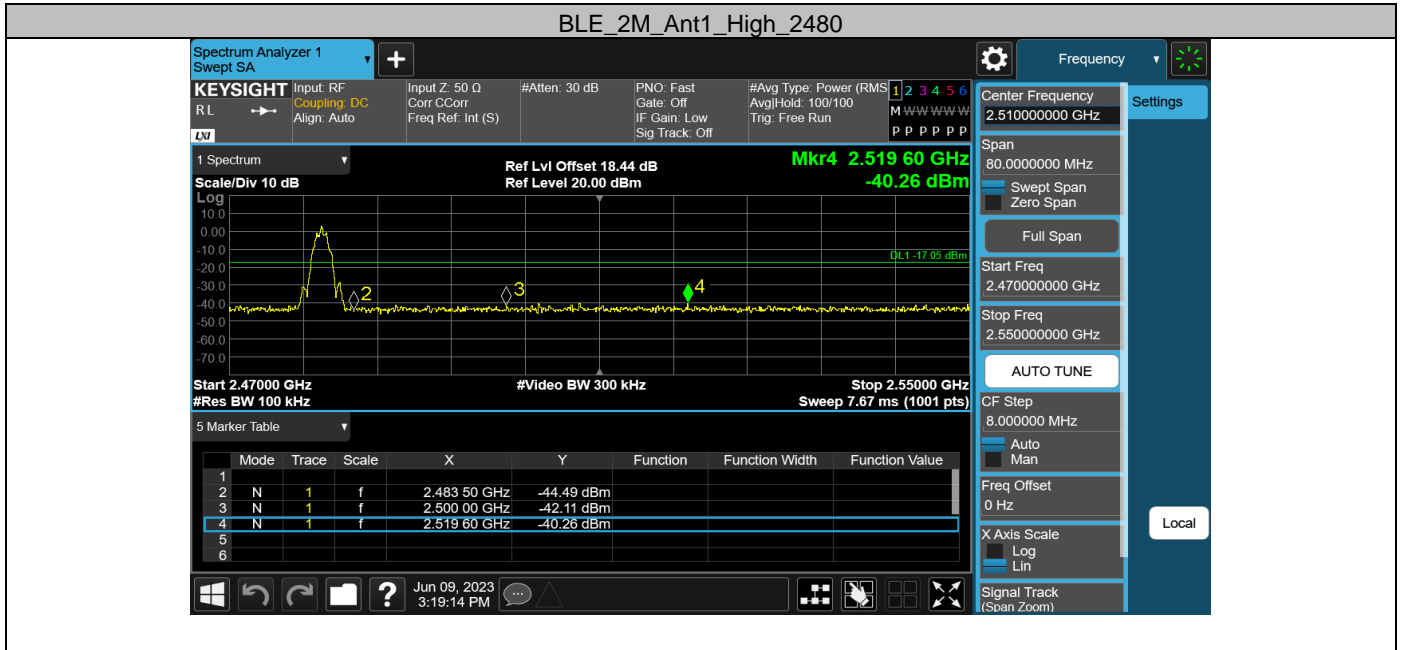 BLE_2M_Ant1_High_2480
Spectrum Analyzer 1
Swept SA
Frequency
KEYSIGHT
RL
LXI
Input: RF
Coupling: DC
Align: Auto
Input Z: 50 Ω
Corr CCorr
Freq Ref: Int (S)
#Atten: 30 dB
PNO: Fast
Gate: Off
IF Gain: Low
Sig Track: Off
#Avg Type: Power (RMS
Avg|Hold: 100/100
Trig: Free Run
1 2 3 4 5 6
M W W W W W
P P P P P P
1 Spectrum
Scale/Div 10 dB
Ref Lvl Offset 18.44 dB
Ref Level 20.00 dBm
Mkr4 2.519 60 GHz
-40.26 dBm
Log
10.0
0.00
-10.0
-20.0
-30.0
-40.0
-50.0
-60.0
-70.0
DL1 -17.05 dBm
2
3
4
Start 2.47000 GHz
#Res BW 100 kHz
#Video BW 300 kHz
Stop 2.55000 GHz
Sweep 7.67 ms (1001 pts)
5 Marker Table
Mode Trace Scale X Y Function Function Width Function Value
1
2 N 1 f 2.483 50 GHz -44.49 dBm
3 N 1 f 2.500 00 GHz -42.11 dBm
4 N 1 f 2.519 60 GHz -40.26 dBm
5
6
?
Jun 09, 2023
3:19:14 PM
Center Frequency
2.510000000 GHz
Settings
Span
80.0000000 MHz
Swept Span
Zero Span
Full Span
Start Freq
2.470000000 GHz
Stop Freq
2.550000000 GHz
AUTO TUNE
CF Step
8.000000 MHz
Auto
Man
Freq Offset
0 Hz
X Axis Scale
Log
Lin
Signal Track
(Span Zoom)
Local